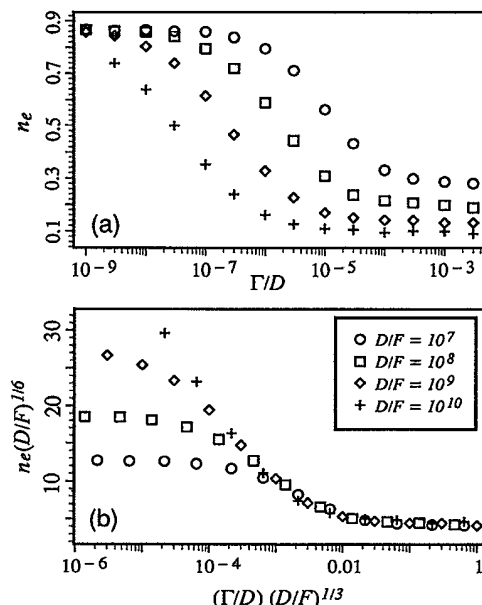 0.9
0.7
0.5
0.3
0.1
n_e
(a)
10^-9
10^-7
10^-5
10^-3
Γ/D
30
20
10
n_e(D/F)^1/6
D/F = 10^7
D/F = 10^8
D/F = 10^9
D/F = 10^10
(b)
10^-6
10^-4
0.01
1
(Γ/D) (D/F)^1/3